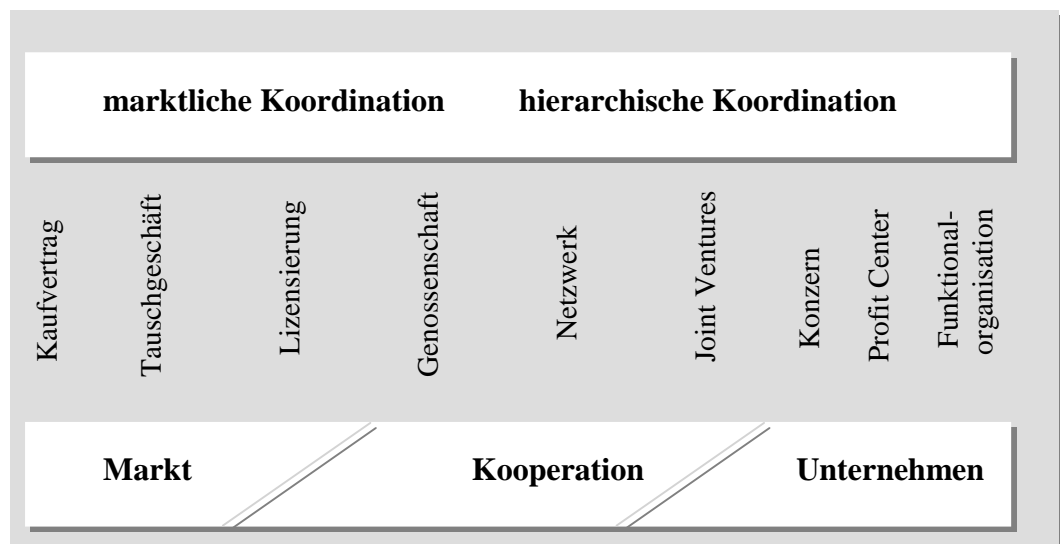 marktliche Koordination hierarchische Koordination
Kaufvertrag
Tauschgeschäft
Lizensierung
Genossenschaft
Netzwerk
Joint Ventures
Konzern
Profit Center
Funktional-
organisation
Markt Kooperation Unternehmen